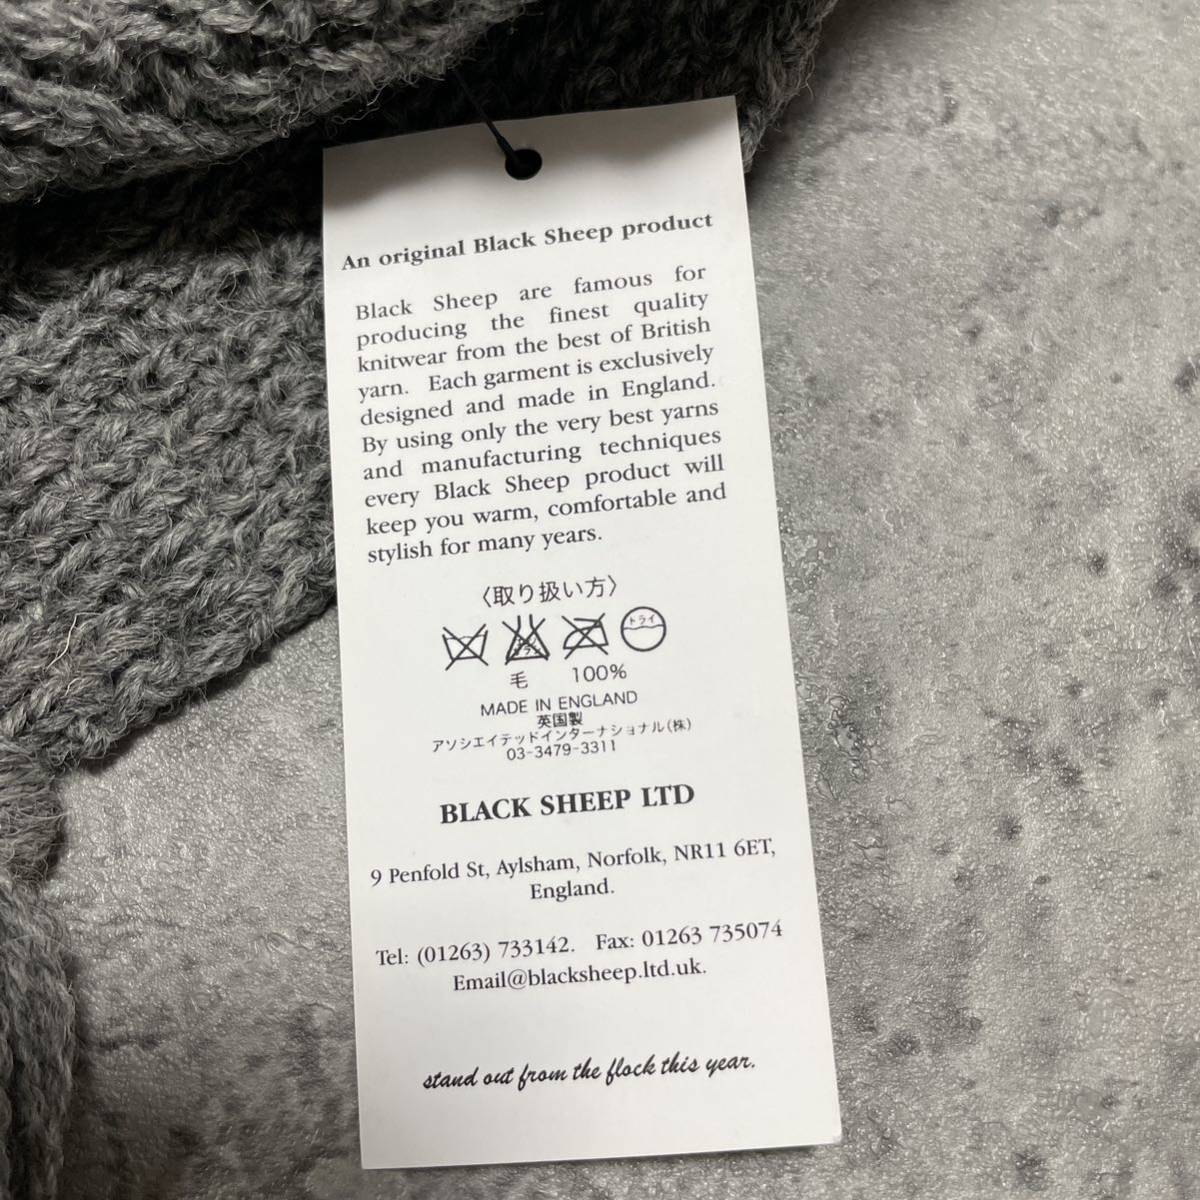 An original Black Sheep product
Black Sheep are famous for
producing the finest quality
knitwear from the best of British
yarn. Each garment is exclusively
designed and made in England.
By using only the very best yarns
and manufacturing techniques
every Black Sheep product will
keep you warm, comfortable and
stylish for many years.
〈取り扱い方〉
ドライ
毛 100%
MADE IN ENGLAND
英国製
アソシエイテッドインターナショナル(株)
03-3479-3311
BLACK SHEEP LTD
9 Penfold St, Aylsham, Norfolk, NR11 6ET,
England.
Tel: (01263) 733142. Fax: 01263 735074
Email@blacksheep.ltd.uk.
stand out from the flock this year.